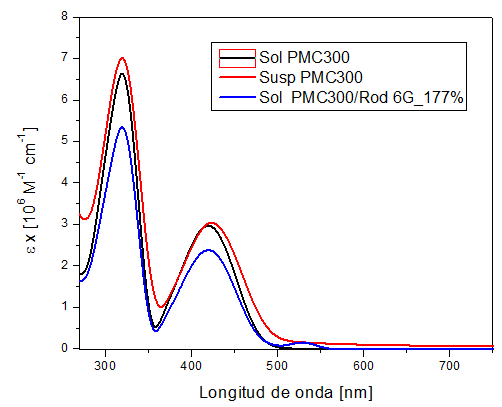 8
7
6
5
4
3
2
1
0
ε x [10⁶ M⁻¹ cm⁻¹]
Sol PMC300
Susp PMC300
Sol PMC300/Rod 6G_177%
300 400 500 600 700
Longitud de onda [nm]